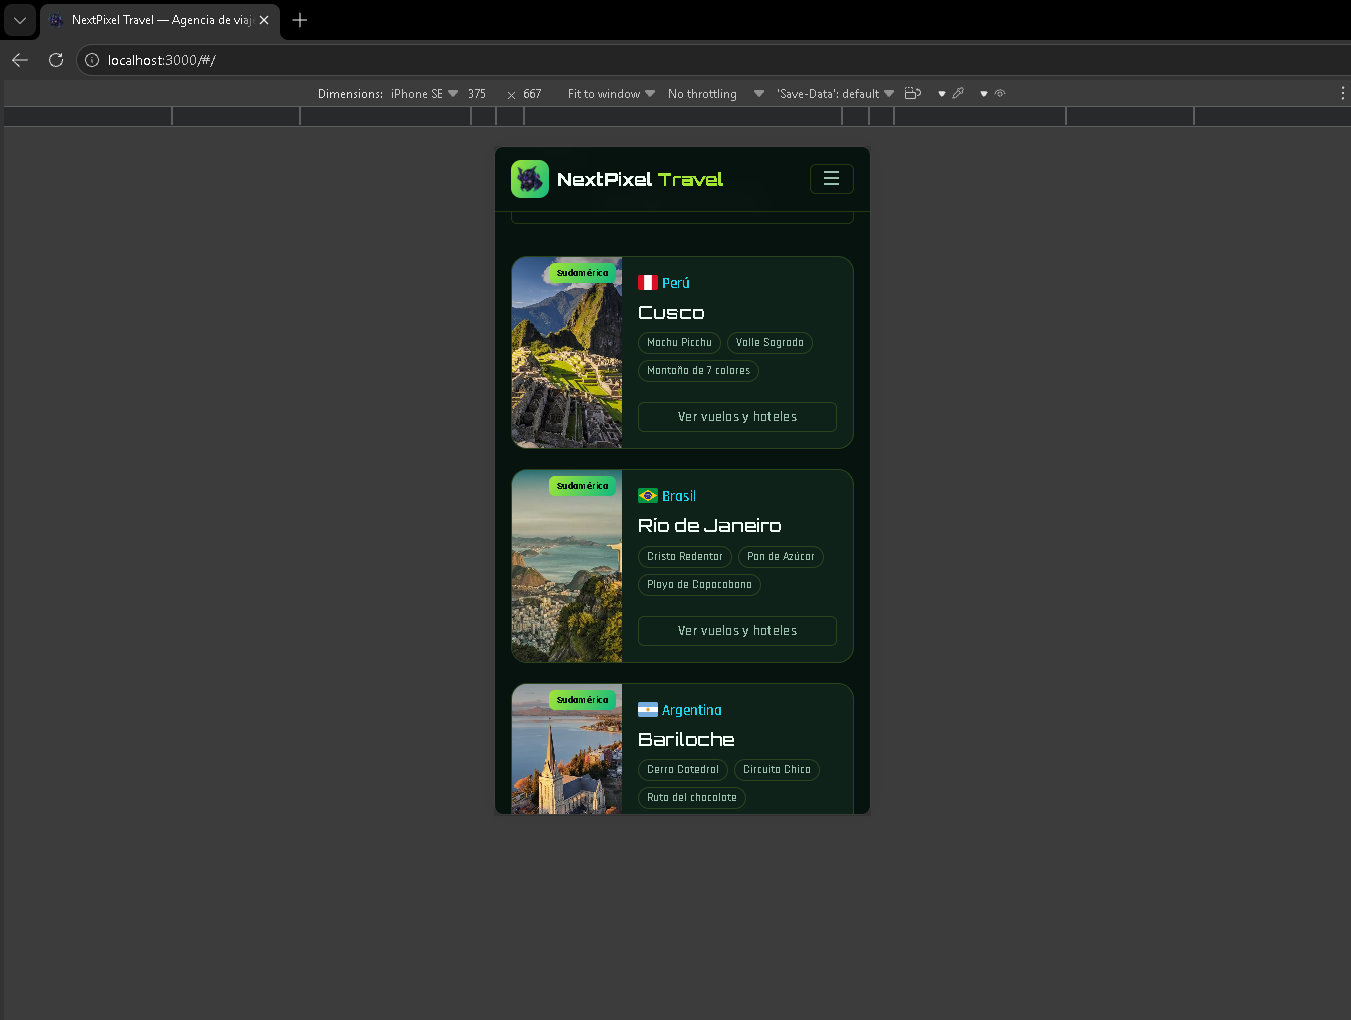 NextPixel Travel — Agencia de viaj
localhost:3000/#/
Dimensions: iPhone SE 375 × 667 Fit to window No throttling 'Save-Data': default
NextPixel Travel
Sudamérica
Perú
Cusco
Machu Picchu Valle Sagrado
Montaña de 7 colores
Ver vuelos y hoteles
Sudamérica
Brasil
Río de Janeiro
Cristo Redentor Pan de Azúcar
Playa de Copacabana
Ver vuelos y hoteles
Sudamérica
Argentina
Bariloche
Cerro Catedral Circuito Chico
Ruta del chocolate